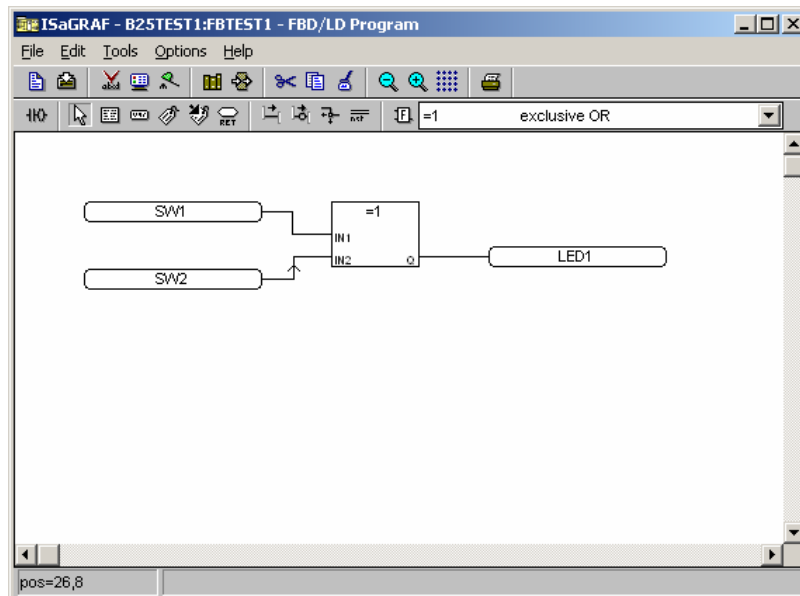 ISaGRAF - B25TEST1:FBTEST1 - FBD/LD Program
File Edit Tools Options Help
RET =1 exclusive OR
SW1
=1
IN1
LED1
IN2 Q
SW2
pos=26,8